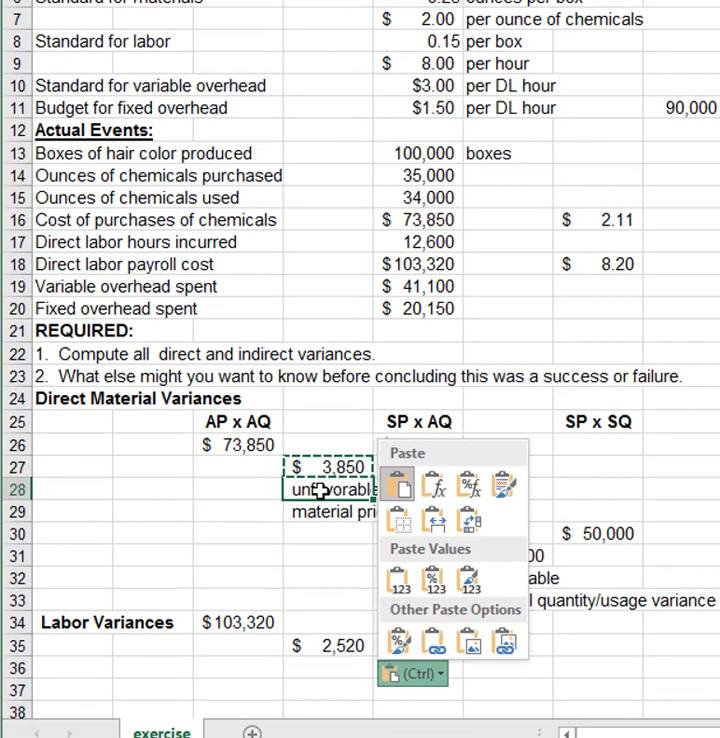 7 $ 2.00 per ounce of chemicals
8 Standard for labor 0.15 per box
9 $ 8.00 per hour
10 Standard for variable overhead $3.00 per DL hour
11 Budget for fixed overhead $1.50 per DL hour 90,000
12 Actual Events:
13 Boxes of hair color produced 100,000 boxes
14 Ounces of chemicals purchased 35,000
15 Ounces of chemicals used 34,000
16 Cost of purchases of chemicals $ 73,850 $ 2.11
17 Direct labor hours incurred 12,600
18 Direct labor payroll cost $103,320 $ 8.20
19 Variable overhead spent $ 41,100
20 Fixed overhead spent $ 20,150
21 REQUIRED:
22 1. Compute all direct and indirect variances.
23 2. What else might you want to know before concluding this was a success or failure.
24 Direct Material Variances
25 AP x AQ SP x AQ SP x SQ
26 $ 73,850 Paste
27 $ 3,850
28
29 material pri
30 $ 50,000
31 Paste Values 00
32 able
33 Other Paste Options l quantity/usage variance
34 Labor Variances $103,320
35 $ 2,520
36 (Ctrl)
37
38
exercise